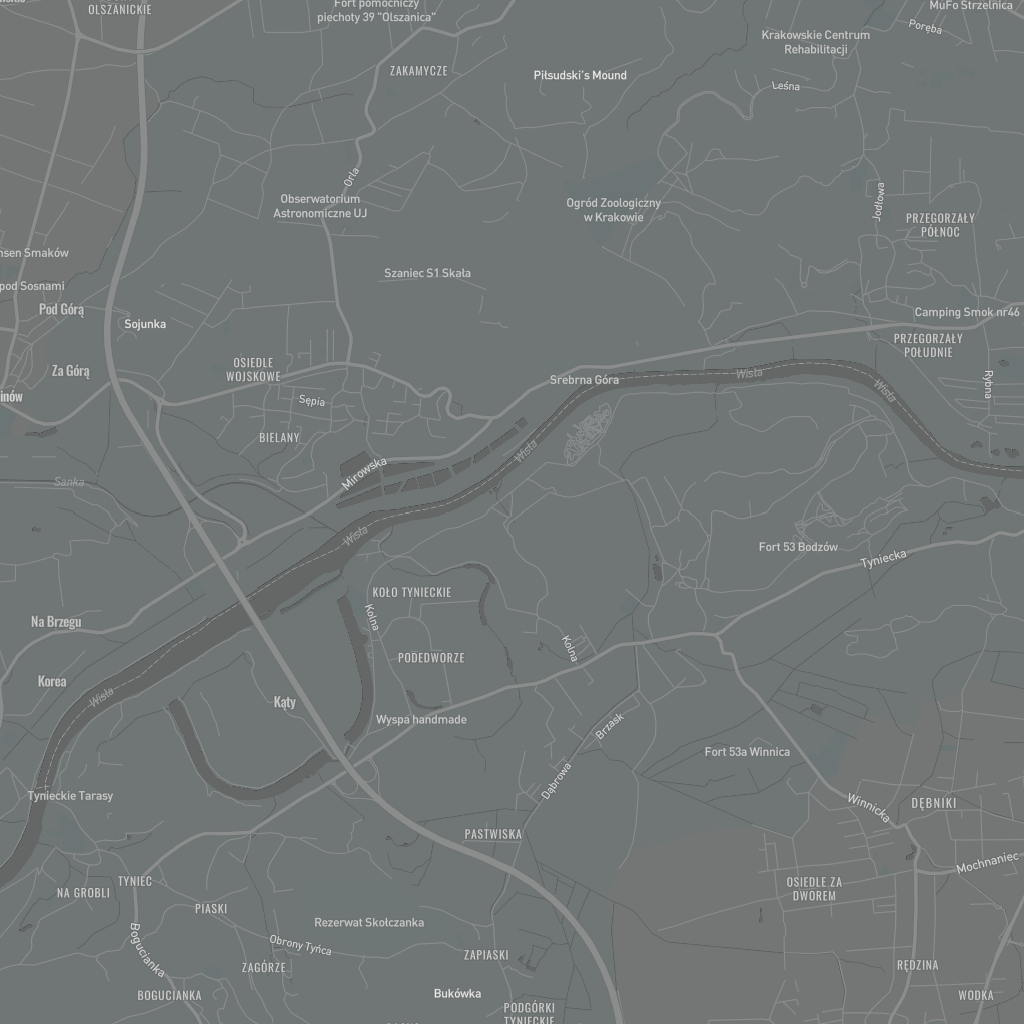 OLSZANICKIE
Fort pomocniczy
piechoty 39 "Olszanica"
MuFo Strzelnica
Poręba
Krakowskie Centrum
Rehabilitacji
ZAKAMYCZE
Piłsudski's Mound
Leśna
Orla
Obserwatorium
Astronomiczne UJ
Ogród Zoologiczny
w Krakowie
Jodłowa
PRZEGORZAŁY
PÓŁNOC
nsen Smaków
Szaniec S1 Skała
pod Sosnami
Pod Górą
Sojunka
Camping Smok nr46
PRZEGORZAŁY
POŁUDNIE
Za Górą
OSIEDLE
WOJSKOWE
Srebrna Góra
Wisła
Wisła
Rybna
inów
Sępia
BIELANY
Wisła
Mirowska
Sanka
Wisła
Fort 53 Bodzów
Tyniecka
KOŁO TYNIECKIE
Kolna
Na Brzegu
Kolna
PODEDWORZE
Korea
Wisła
Kąty
Wyspa handmade
Brzask
Fort 53a Winnica
Dąbrowa
Tynieckie Tarasy
Winnicka
DĘBNIKI
PASTWISKA
Mochnaniec
TYNIEC
NA GROBLI
OSIEDLE ZA
DWOREM
PIASKI
Rezerwat Skołczanka
Bogucianka
Obrony Tyńca
ZAPIASKI
ZAGÓRZE
RĘDZINA
BOGUCIANKA
Bukówka
WODKA
PODGÓRKI
TYNIECKIE